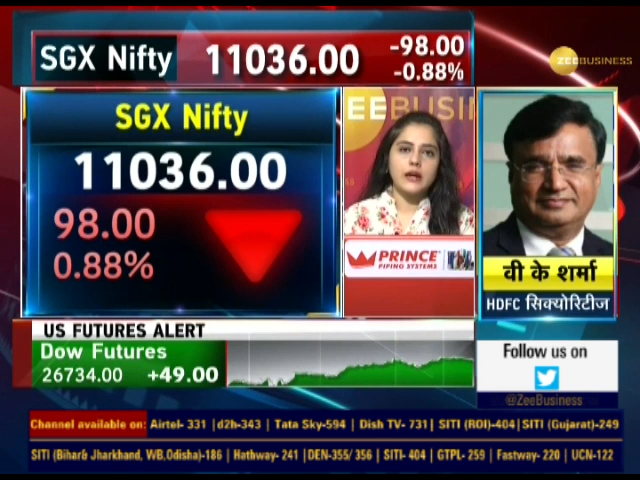 SGX Nifty 11036.00 -98.00
-0.88%
ZEEBUSINESS
SGX Nifty
11036.00
98.00
0.88%
ZEEBUSIN
PRINCE
PIPING SYSTEMS
वी के शर्मा
HDFC सिक्योरिटीज
US FUTURES ALERT
Dow Futures
26734.00 +49.00
Follow us on
@ZeeBusiness
Channel available on: Airtel- 331 |d2h-343 | Tata Sky-594 | Dish TV- 731| SITI (ROI)-404| SITI (Gujarat)-249
SITI (Bihar& Jharkhand, WB,Odisha)-186 | Hathway- 241 |DEN-355/ 356 | SITI- 404 | GTPL- 259 | Fastway- 220 | UCN-122